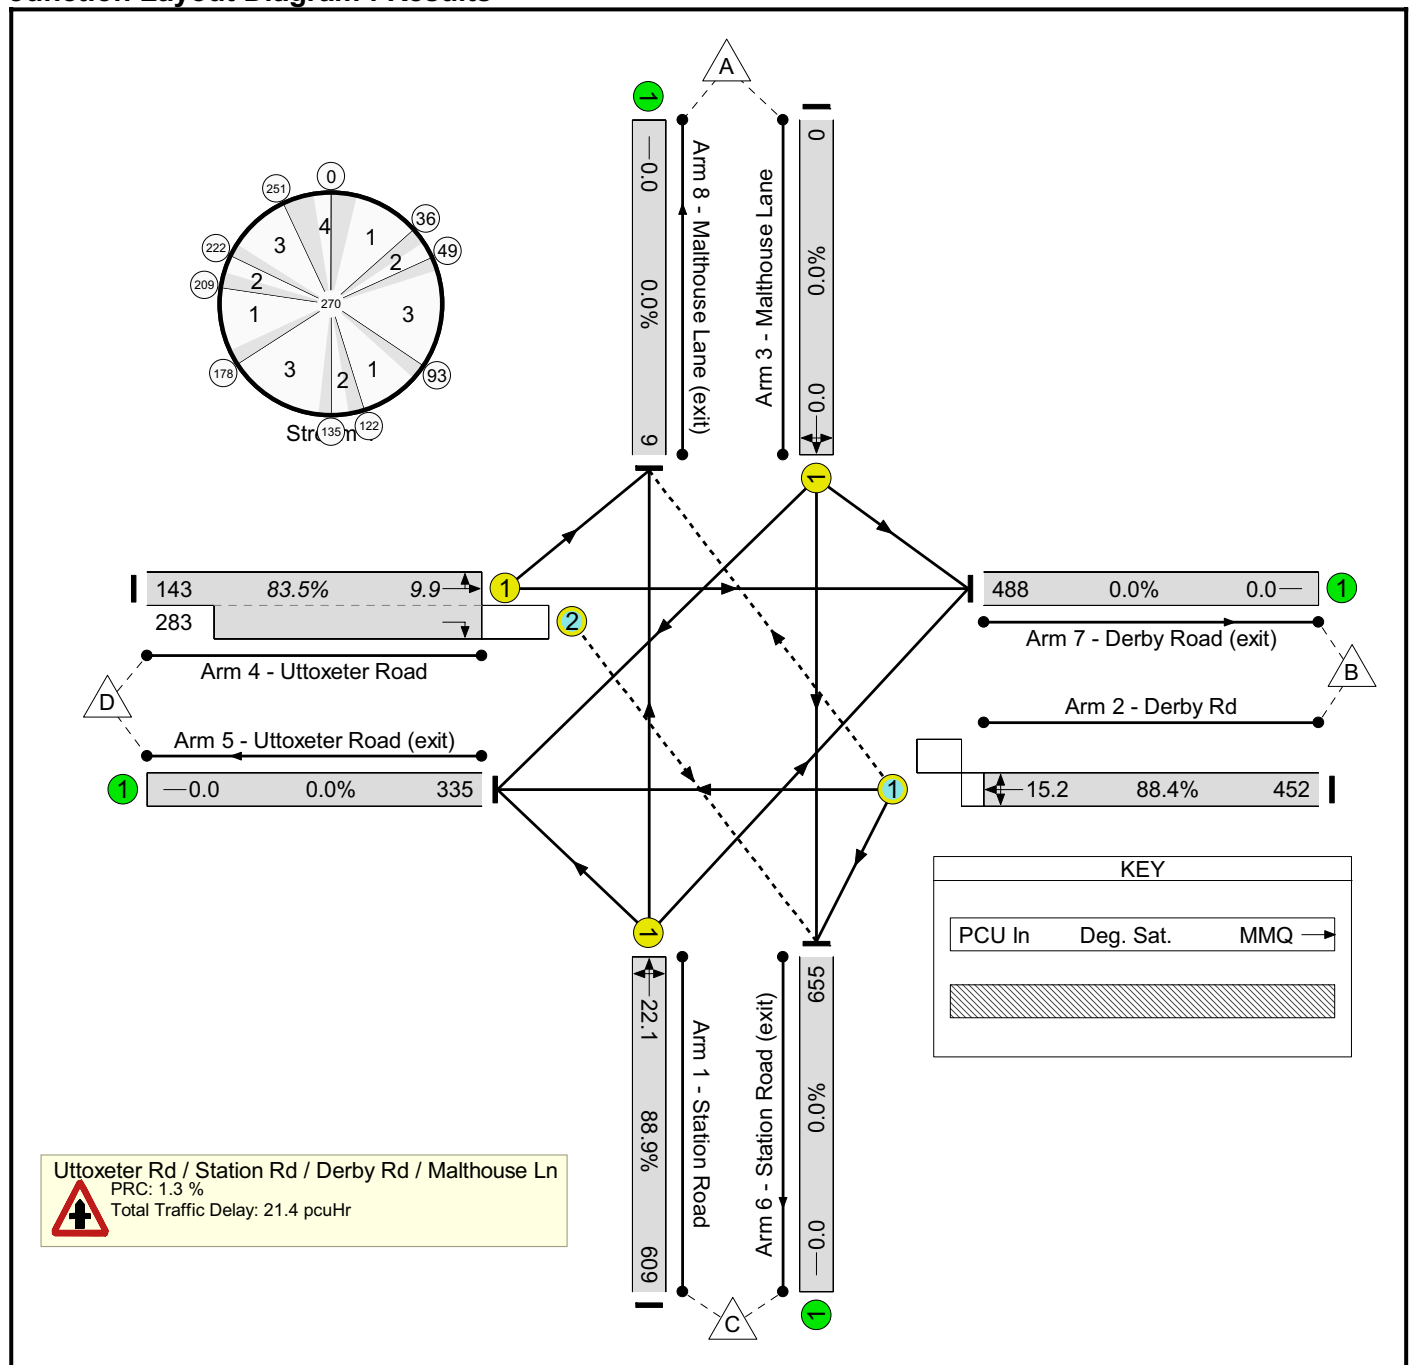 Junction Layout Diagram : Results
A
1
0
0
—0.0
0.0%
9
Arm 8 - Malthouse Lane (exit)
Arm 3 - Malthouse Lane
0.0%
0.0
251
36
4
3
1
222
2
49
209
2
270
1
3
178
3
2
1
93
135
122
1
143
83.5%
9.9
1
283
2
Arm 4 - Uttoxeter Road
D
Arm 5 - Uttoxeter Road (exit)
1
0.0
0.0%
335
488
0.0%
0.0
1
Arm 7 - Derby Road (exit)
B
Arm 2 - Derby Rd
1
15.2
88.4%
452
KEY
PCU In
Deg. Sat.
MMQ
1
22.1
88.9%
609
Arm 1 - Station Road
Arm 6 - Station Road (exit)
655
0.0%
0.0
1
C
Uttoxeter Rd / Station Rd / Derby Rd / Malthouse Ln
PRC: 1.3 %
Total Traffic Delay: 21.4 pcuHr